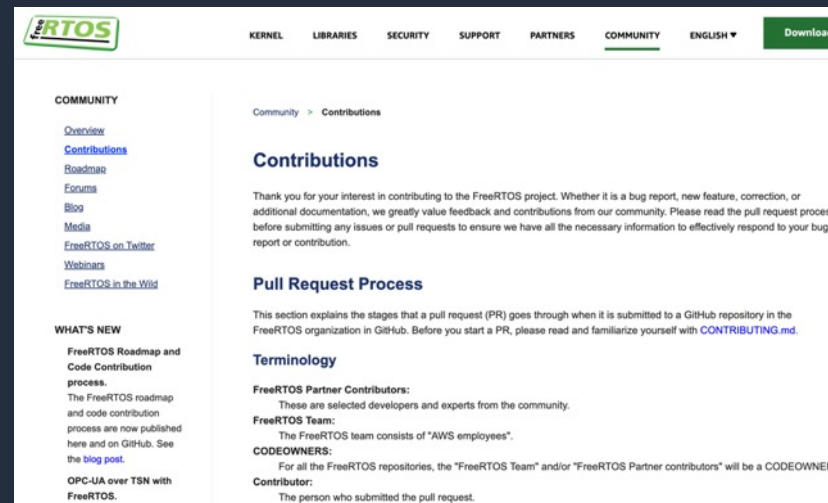 freeRTOS
KERNEL LIBRARIES SECURITY SUPPORT PARTNERS COMMUNITY ENGLISH ▼
COMMUNITY
Overview
Contributions
Roadmap
Forums
Blog
Media
FreeRTOS on Twitter
Webinars
FreeRTOS in the Wild
WHAT'S NEW
FreeRTOS Roadmap and
Code Contribution
process.
The FreeRTOS roadmap
and code contribution
process are now published
here and on GitHub. See
the blog post.
OPC-UA over TSN with
FreeRTOS.
Community > Contributions
Contributions
Thank you for your interest in contributing to the FreeRTOS project. Whether it is a bug report, new feature, correction, or
additional documentation, we greatly value feedback and contributions from our community. Please read the pull request
before submitting any issues or pull requests to ensure we have all the necessary information to effectively respond to your bug
report or contribution.
Pull Request Process
This section explains the stages that a pull request (PR) goes through when it is submitted to a GitHub repository in the
FreeRTOS organization in GitHub. Before you start a PR, please read and familiarize yourself with CONTRIBUTING.md.
Terminology
FreeRTOS Partner Contributors:
These are selected developers and experts from the community.
FreeRTOS Team:
The FreeRTOS team consists of "AWS employees".
CODEOWNERS:
For all the FreeRTOS repositories, the "FreeRTOS Team" and/or "FreeRTOS Partner contributors" will be a
Contributor:
The person who submitted the pull request.